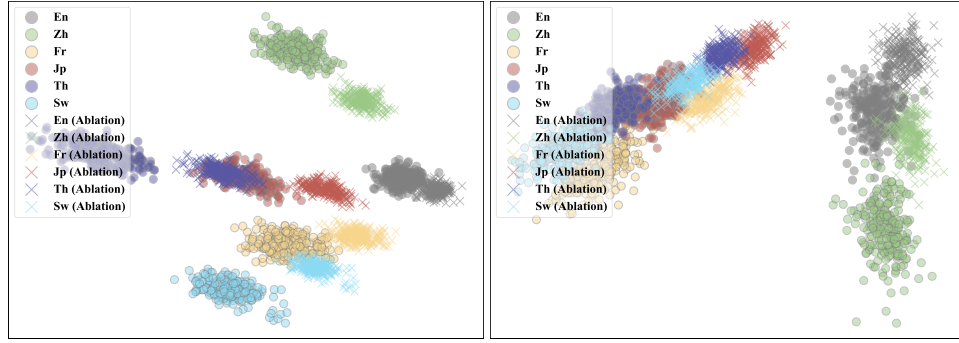 En
Zh
Fr
Jp
Th
Sw
En (Ablation)
Zh (Ablation)
Fr (Ablation)
Jp (Ablation)
Th (Ablation)
Sw (Ablation)
En
Zh
Fr
Jp
Th
Sw
En (Ablation)
Zh (Ablation)
Fr (Ablation)
Jp (Ablation)
Th (Ablation)
Sw (Ablation)